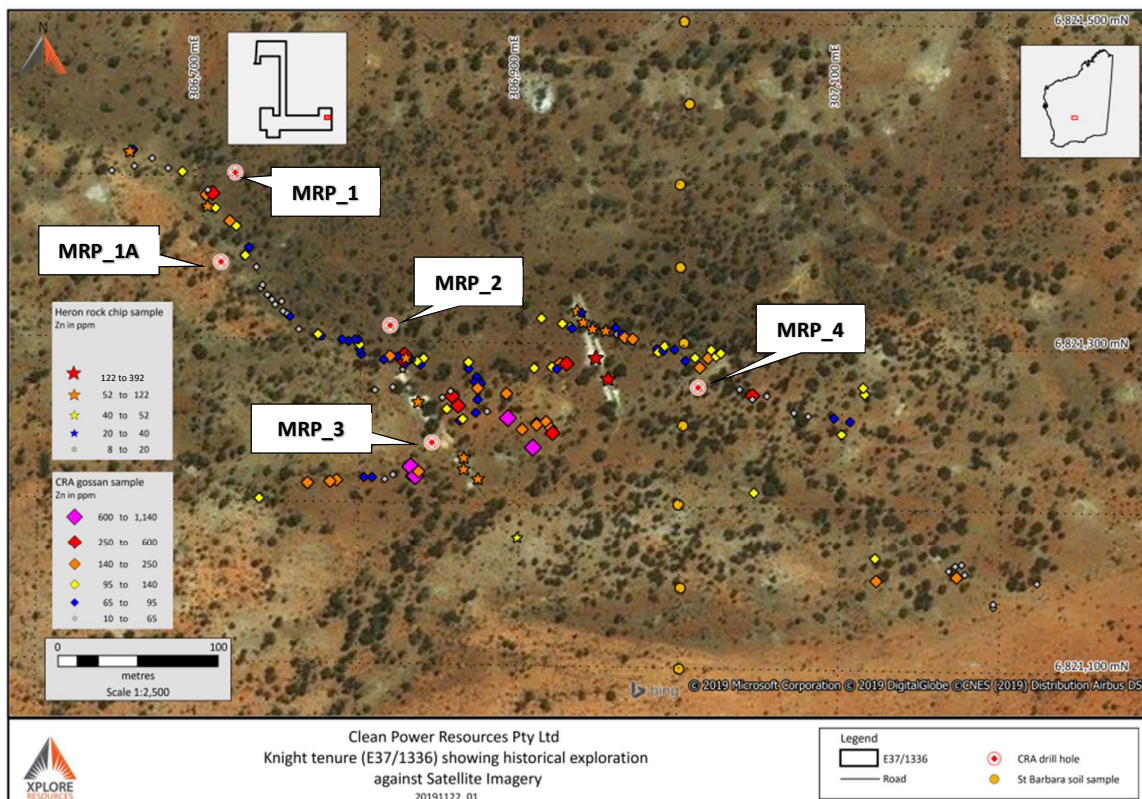 6,821,500 mN
306,700 mE
306,900 mE
307,100 mE
N
MRP_1
MRP_1A
MRP_2
MRP_4
6,821,300 mN
MRP_3
Heron rock chip sample
Zn in ppm
122 to 392
52 to 122
40 to 52
20 to 40
8 to 20
CRA gossan sample
Zn in ppm
600 to 1,140
250 to 600
140 to 250
95 to 140
65 to 95
10 to 65
0 100
metres
Scale 1:2,500
6,821,100 mN
bing © 2019 Microsoft Corporation © 2019 DigitalGlobe ©CNES (2019) Distribution Airbus DS
XPLORE
RESOURCES
Clean Power Resources Pty Ltd
Knight tenure (E37/1336) showing historical exploration
against Satellite Imagery
20191122_01
Legend
E37/1336
Road
CRA drill hole
St Barbara soil sample